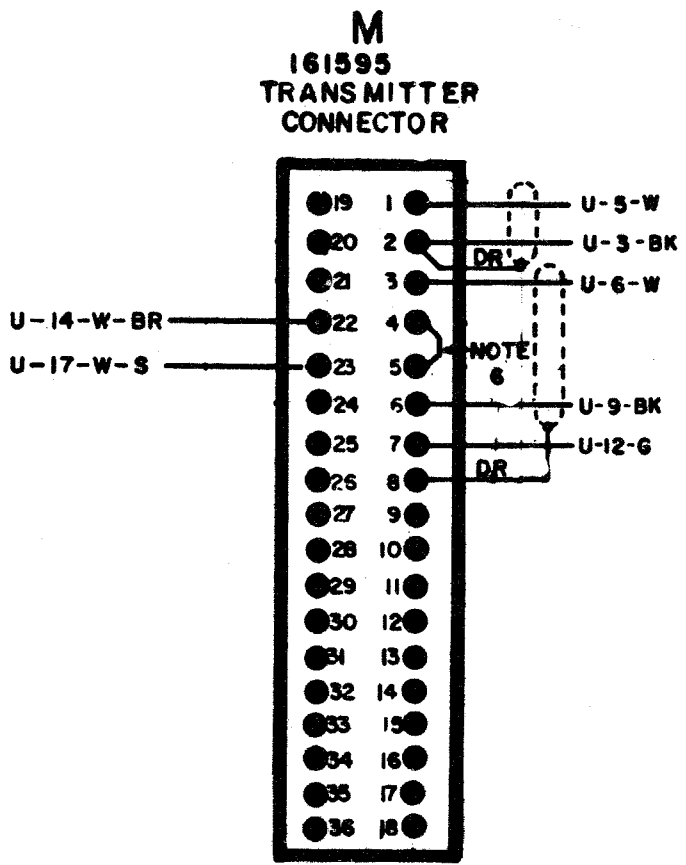 M
161595
TRANSMITTER
CONNECTOR
19 1 U-5-W
20 2 U-3-BK
DR
21 3 U-6-W
U-14-W-BR 22 4
NOTE
6
U-17-W-S 23 5
24 6 U-9-BK
25 7 U-12-G
DR
26 8
27 9
28 10
29 11
30 12
31 13
32 14
33 15
34 16
35 17
36 18